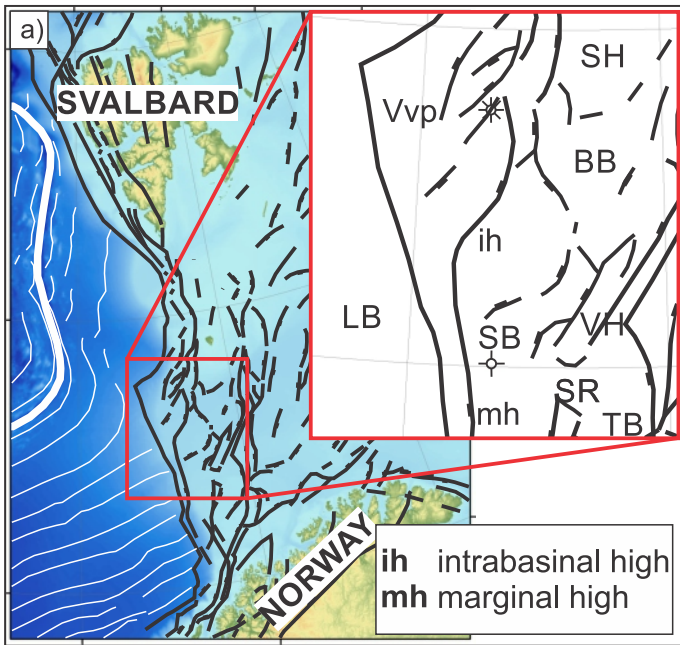 a)
SVALBARD
SH
Vvp
BB
ih
LB
SB
VH
SR
mh
TB
NORWAY
ih intrabasinal high
mh marginal high